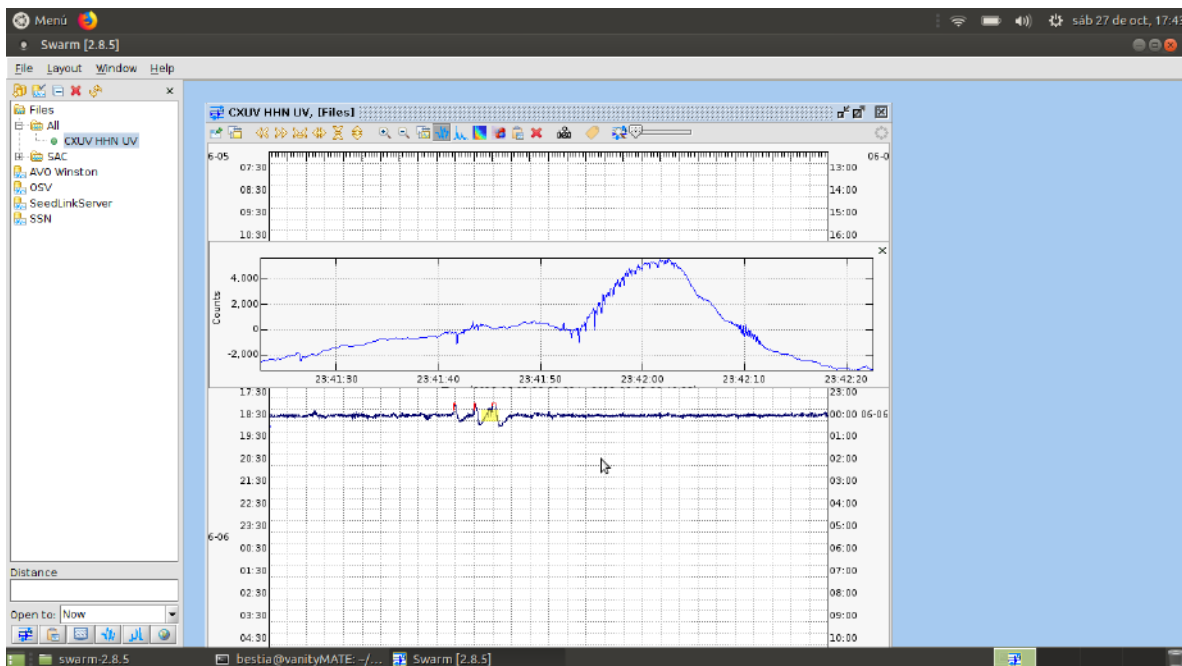 Menú sáb 27 de oct, 17:43
Swarm [2.8.5]
File Layout Window Help
Files
All
CXUV HHN UV
SAC
AVO Winston
OSV
SeedLinkServer
SSN
Distance
Open to: Now
CXUV HHN UV, [Files]
6-05 06-0
07:30 13:00
08:30 14:00
09:30 15:00
10:30 16:00
Counts
4,000
2,000
0
-2,000
23:41:30 23:41:40 23:41:50 23:42:00 23:42:10 23:42:20
17:30 23:00
18:30 00:00 06-06
19:30 01:00
20:30 02:00
21:30 03:00
22:30 04:00
23:30 05:00
6-06
00:30 06:00
01:30 07:00
02:30 08:00
03:30 09:00
04:30 10:00
swarm-2.8.5 bestia@vanityMATE: ~/... Swarm [2.8.5]